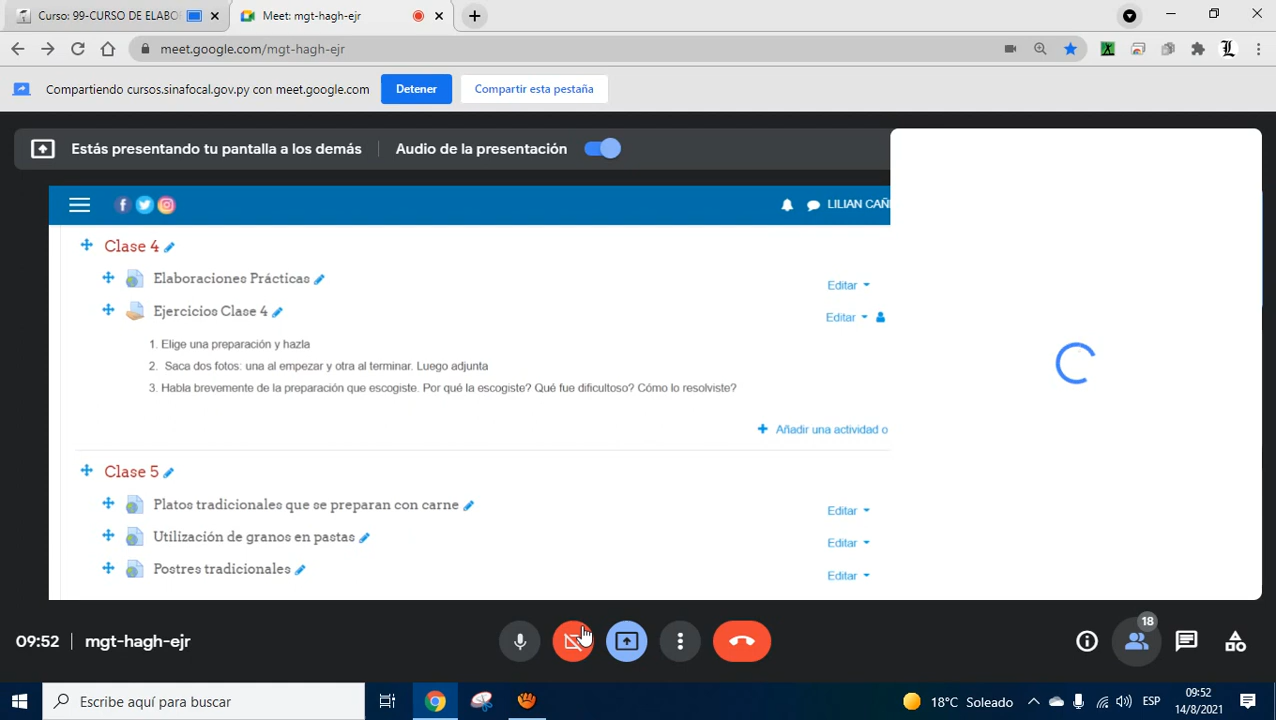 Curso: 99-CURSO DE ELABO
Meet: mgt-hagh-ejr
meet.google.com/mgt-hagh-ejr
Compartiendo cursos.sinafocal.gov.py con meet.google.com
Detener
Compartir esta pestaña
Estás presentando tu pantalla a los demás
Audio de la presentación
LILIAN CAÑ
Clase 4
Elaboraciones Prácticas
Editar
Ejercicios Clase 4
Editar
1. Elige una preparación y hazla
2. Saca dos fotos: una al empezar y otra al terminar. Luego adjunta
3. Habla brevemente de la preparación que escogiste. Por qué la escogiste? Qué fue dificultoso? Cómo lo resolviste?
Añadir una actividad o
Clase 5
Platos tradicionales que se preparan con carne
Editar
Utilización de granos en pastas
Editar
Postres tradicionales
Editar
09:52 | mgt-hagh-ejr
18
Escribe aquí para buscar
18°C Soleado
ESP
09:52
14/8/2021